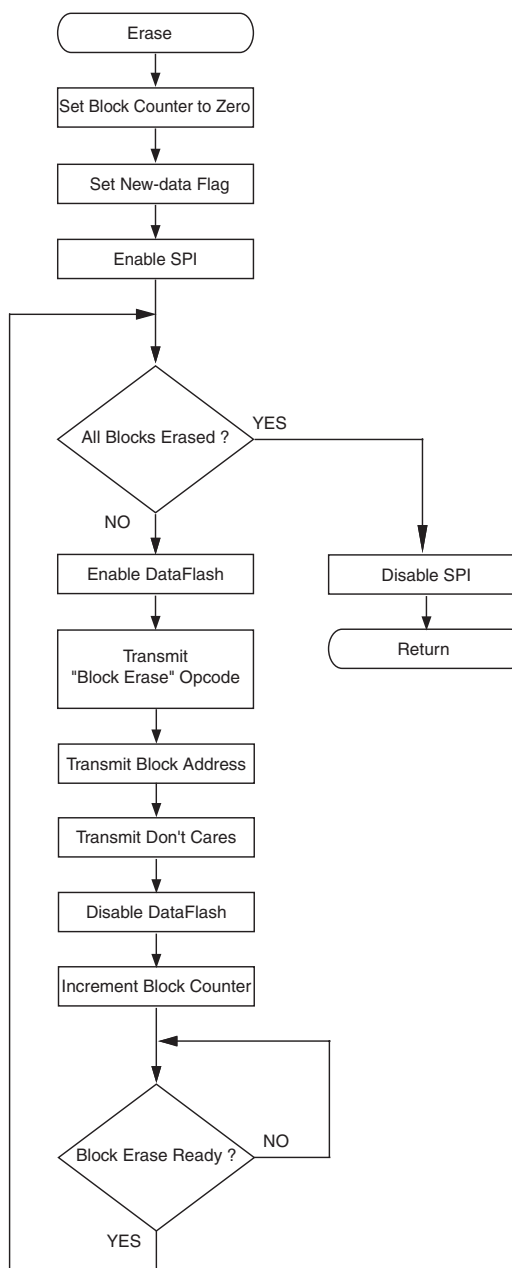 Erase
Set Block Counter to Zero
Set New-data Flag
Enable SPI
All Blocks Erased ?
YES
NO
Enable DataFlash
Disable SPI
Transmit
"Block Erase" Opcode
Return
Transmit Block Address
Transmit Don't Cares
Disable DataFlash
Increment Block Counter
Block Erase Ready ?
NO
YES